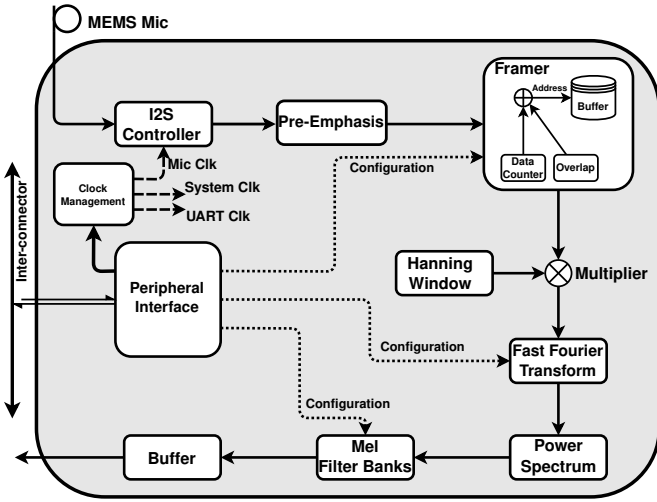 MEMS Mic
Framer
Address
Buffer
Data
Counter
Overlap
I2S
Controller
Pre-Emphasis
Mic Clk
Configuration
Clock
Management
System Clk
UART Clk
Inter-connector
Peripheral
Interface
Hanning
Window
Multiplier
Configuration
Fast Fourier
Transform
Configuration
Buffer
Mel
Filter Banks
Power
Spectrum